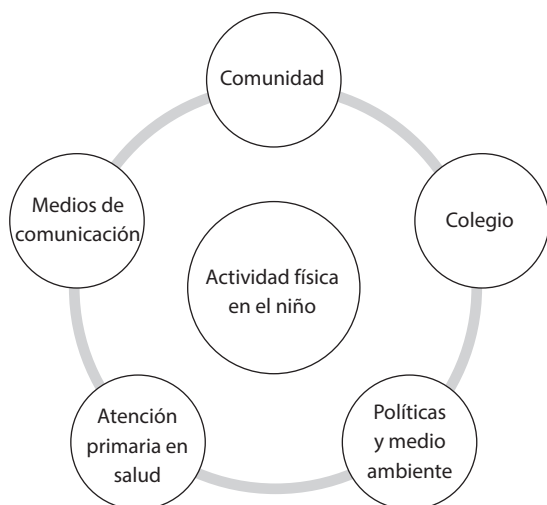 Comunidad
Medios de
comunicación
Colegio
Actividad física
en el niño
Atención
primaria en
salud
Políticas
y medio
ambiente